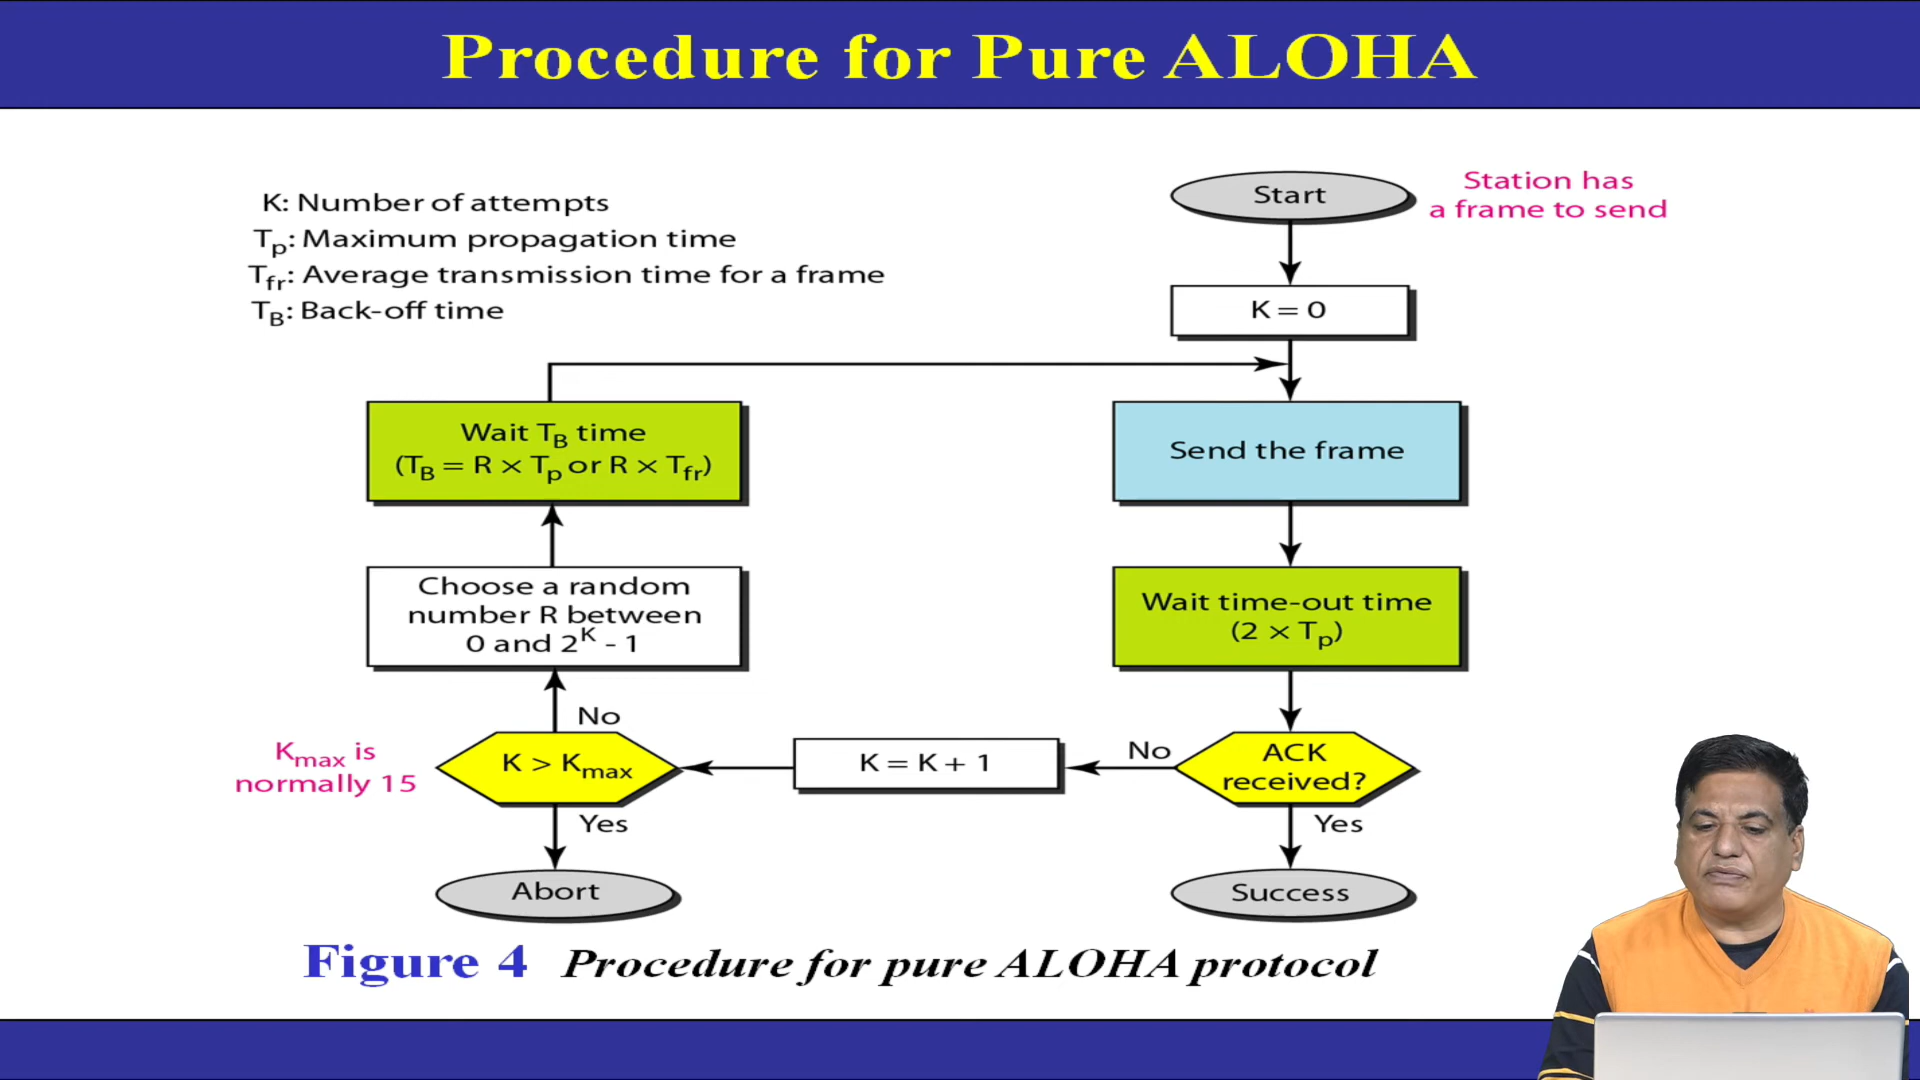 Procedure for Pure ALOHA
K: Number of attempts
Tp: Maximum propagation time
Tfr: Average transmission time for a frame
TB: Back-off time
Start
Station has
a frame to send
K = 0
Wait TB time
(TB = R × Tp or R × Tfr)
Send the frame
Choose a random
number R between
0 and 2^K - 1
Wait time-out time
(2 × Tp)
No
Kmax is
normally 15
K > Kmax
K = K + 1
No
ACK
received?
Yes
Yes
Abort
Success
Figure 4 Procedure for pure ALOHA protocol